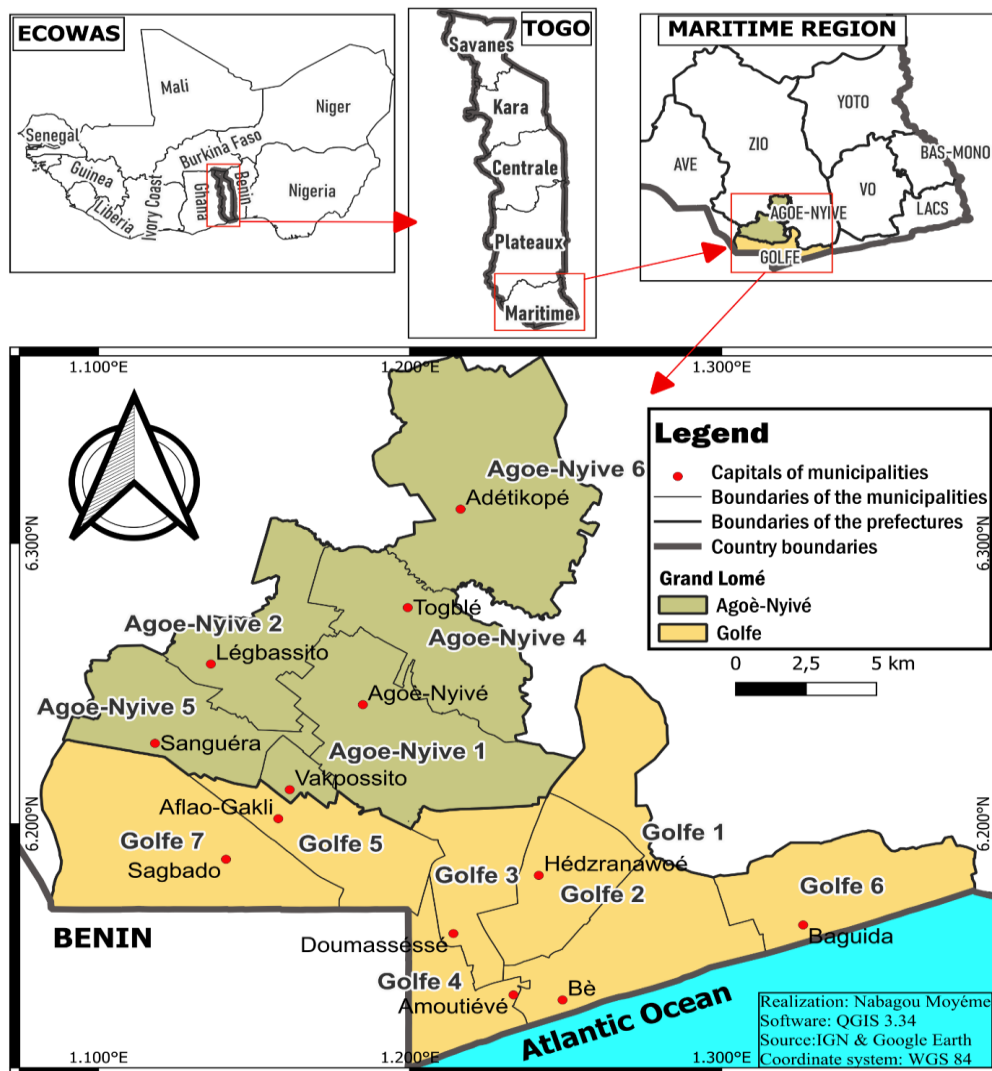 ECOWAS
Mali
Niger
Senegal
Burkina Faso
Guinea
Benin
Ivory Coast
Ghana
Nigeria
Liberia
TOGO
Savanes
Kara
Centrale
Plateaux
Maritime
MARITIME REGION
YOTO
ZIO
AVE
BAS-MONO
VO
LACS
AGOE-NYIVE
GOLFE
1.100°E
1.200°E
1.300°E
Legend
Capitals of municipalities
Boundaries of the municipalities
Boundaries of the prefectures
Country boundaries
Grand Lomé
Agoè-Nyivé
Golfe
0 2,5 5 km
6.300°N
6.300°N
Agoe-Nyive 6
Adétikopé
Togblé
Agoe-Nyive 2
Agoe-Nyive 4
Légbassito
Agoè-Nyivé
Agoe-Nyive 5
Sanguéra
Agoe-Nyive 1
Vakpossito
Aflao-Gakli
6.200°N
6.200°N
Golfe 7
Golfe 5
Golfe 1
Sagbado
Golfe 3
Hédzranawoé
Golfe 2
Golfe 6
BENIN
Doumasséssé
Baguida
Golfe 4
Amoutiévé
Bè
Atlantic Ocean
Realization: Nabagou Moyéme
Software: QGIS 3.34
Source:IGN & Google Earth
Coordinate system: WGS 84
1.100°E
1.200°E
1.300°E